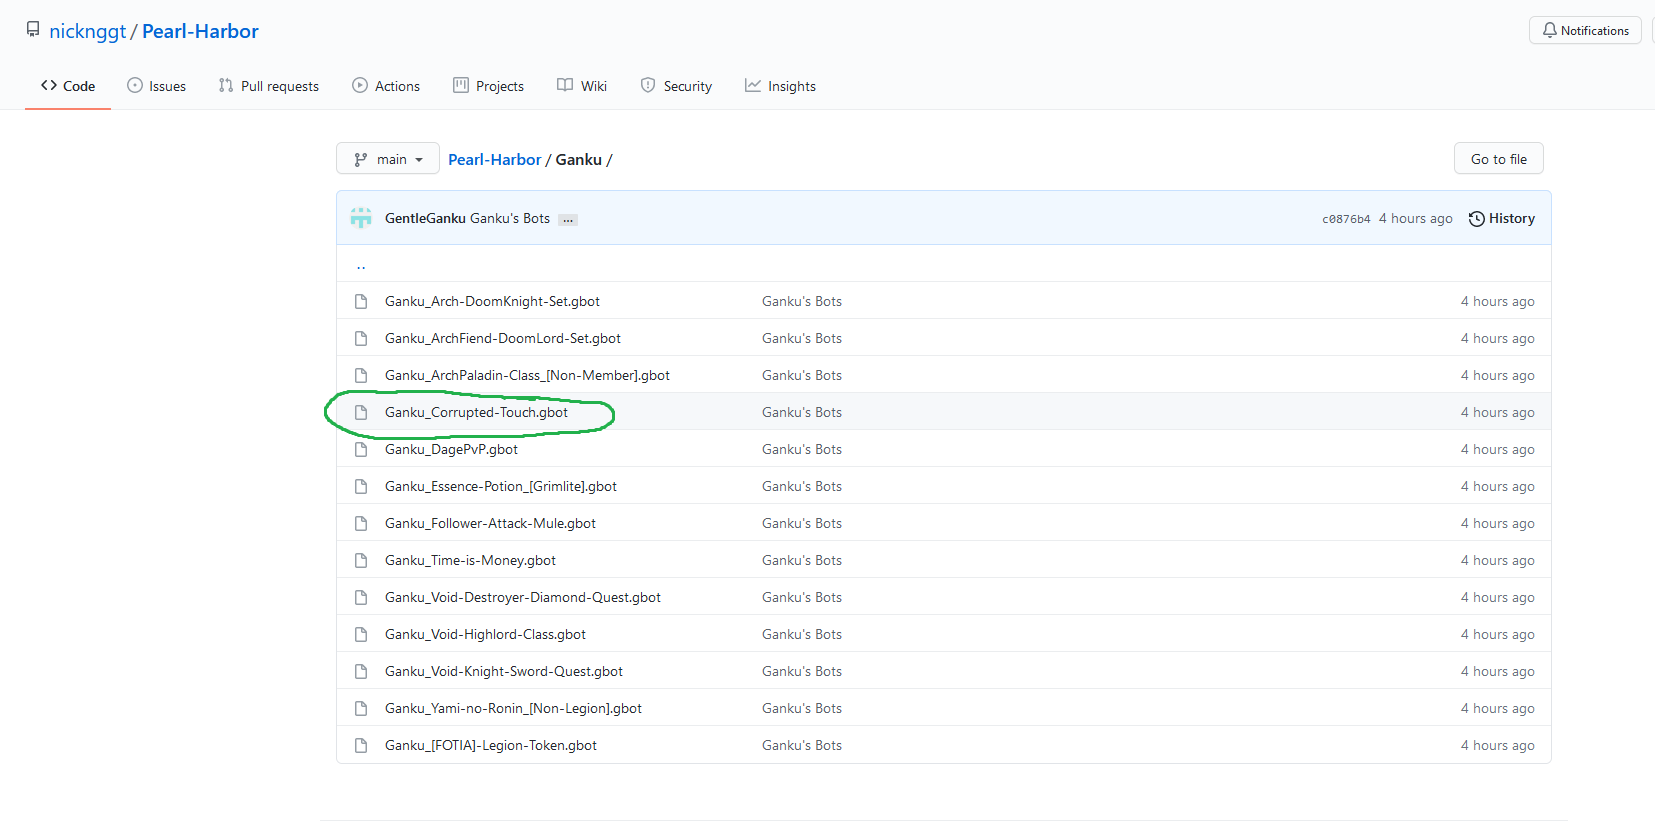 nicknggt / Pearl-Harbor
Notifications
Code Issues Pull requests Actions Projects Wiki Security Insights
main Pearl-Harbor / Ganku / Go to file
GentleGanku Ganku's Bots ... c0876b4 4 hours ago History
..
Ganku_Arch-DoomKnight-Set.gbot Ganku's Bots 4 hours ago
Ganku_ArchFiend-DoomLord-Set.gbot Ganku's Bots 4 hours ago
Ganku_ArchPaladin-Class_[Non-Member].gbot Ganku's Bots 4 hours ago
Ganku_Corrupted-Touch.gbot Ganku's Bots 4 hours ago
Ganku_DagePvP.gbot Ganku's Bots 4 hours ago
Ganku_Essence-Potion_[Grimlite].gbot Ganku's Bots 4 hours ago
Ganku_Follower-Attack-Mule.gbot Ganku's Bots 4 hours ago
Ganku_Time-is-Money.gbot Ganku's Bots 4 hours ago
Ganku_Void-Destroyer-Diamond-Quest.gbot Ganku's Bots 4 hours ago
Ganku_Void-Highlord-Class.gbot Ganku's Bots 4 hours ago
Ganku_Void-Knight-Sword-Quest.gbot Ganku's Bots 4 hours ago
Ganku_Yami-no-Ronin_[Non-Legion].gbot Ganku's Bots 4 hours ago
Ganku_[FOTIA]-Legion-Token.gbot Ganku's Bots 4 hours ago